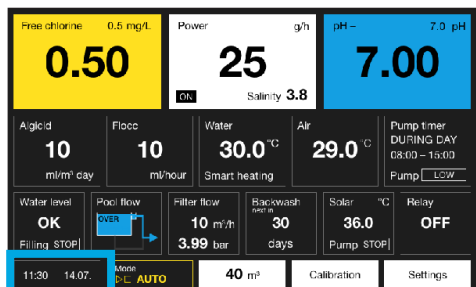 Free chlorine 0.5 mg/L
0.50
Power g/h
25
ON Salinity 3.8
pH – 7.0 pH
7.00
Algicid
10
ml/m³ day
Flocc
10
ml/hour
Water
30.0 °C
Smart heating
Air
29.0 °C
Pump timer
DURING DAY
08:00 – 15:00
Pump LOW
Water level
OK
Filling STOP
Pool flow
OVER
Filter flow
10 m³/h
3.99 bar
Backwash
next in
30
days
Solar °C
36.0
Pump STOP
Relay
OFF
11:30 14.07.
Mode
AUTO
40 m³
Calibration
Settings